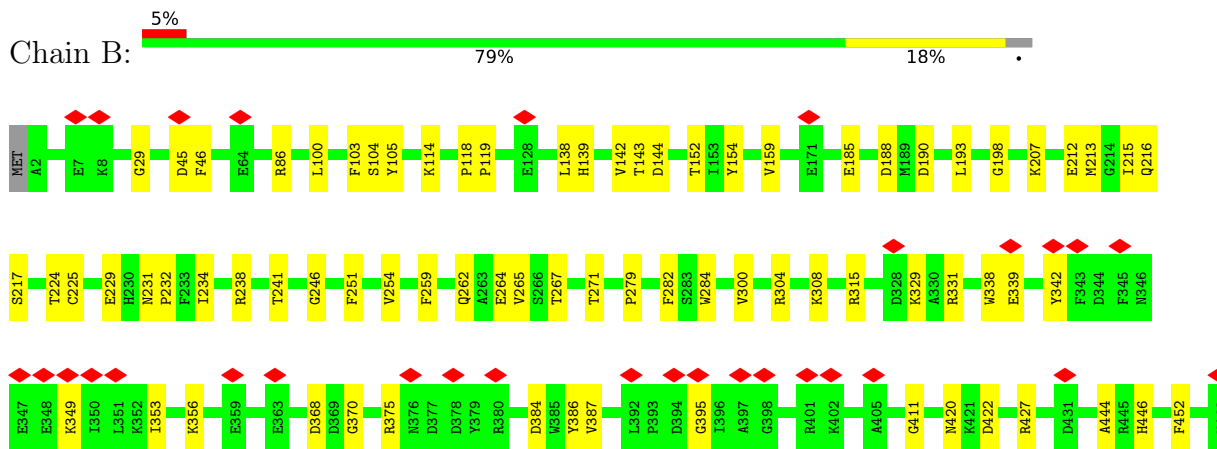 5%
Chain B:
79% 18% •
MET A2 E7 K8 G29 D45 F46 E64 R86 L100 F103 S104 Y105 K114 P118 P119 E128 L138 H139 V142 T143 D144 T152 I153 Y154 V159 E171 E185 D188 M189 D190 L193 G198 K207 E212 M213 G214 I215 Q216
S217 T224 C225 E229 H230 N231 P232 F233 I234 R238 T241 G246 F251 V254 F259 Q262 A263 E264 V265 S266 T267 T271 P279 F282 S283 W284 V300 R304 K308 R315 D328 K329 A330 R331 W338 E339 Y342 F343 D344 F345 N346
E347 E348 K349 I350 L351 K352 I353 K356 E359 E363 D368 D369 G370 R375 N376 D377 D378 Y379 R380 D384 W385 Y386 V387 L392 P393 D394 G395 I396 A397 G398 R401 K402 A405 G411 N420 K421 D422 R427 D431 A444 R445 H446 F452